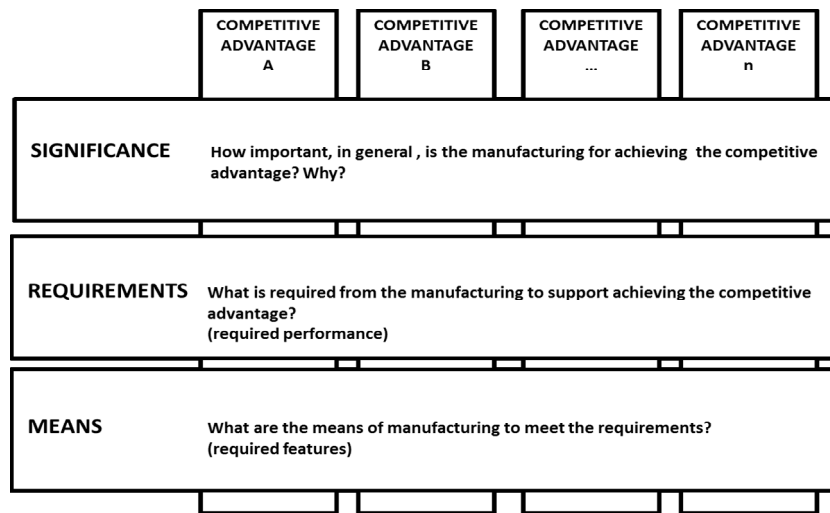 COMPETITIVE
ADVANTAGE
A
COMPETITIVE
ADVANTAGE
B
COMPETITIVE
ADVANTAGE
...
COMPETITIVE
ADVANTAGE
n
SIGNIFICANCE
How important, in general , is the manufacturing for achieving the competitive
advantage? Why?
REQUIREMENTS
What is required from the manufacturing to support achieving the competitive
advantage?
(required performance)
MEANS
What are the means of manufacturing to meet the requirements?
(required features)